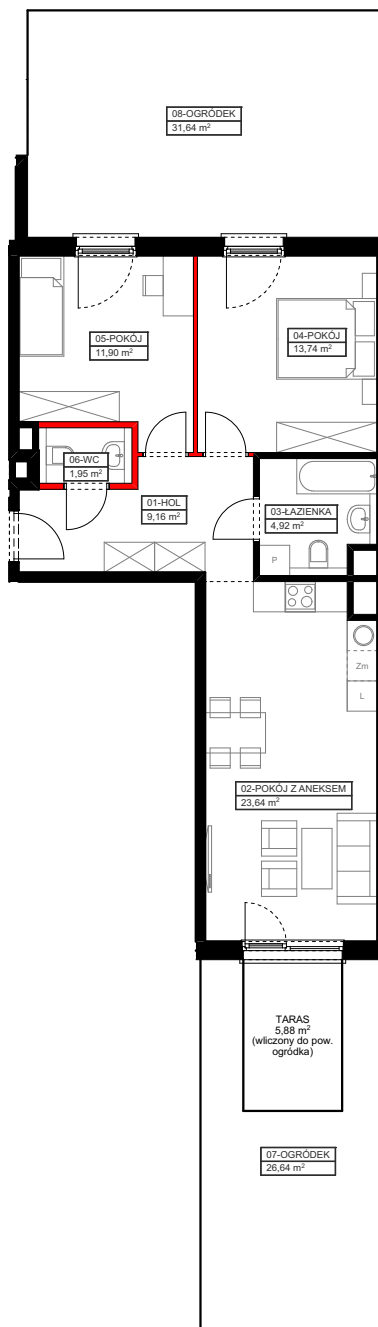 08-OGRÓDEK
31,64 m²
05-POKÓJ
11,90 m²
04-POKÓJ
13,74 m²
06-WC
1,95 m²
01-HOL
9,16 m²
03-ŁAZIENKA
4,92 m²
P
Zm
L
02-POKÓJ Z ANEKSEM
23,64 m²
TARAS
5,88 m²
(wliczony do pow.
ogródka)
07-OGRÓDEK
26,64 m²